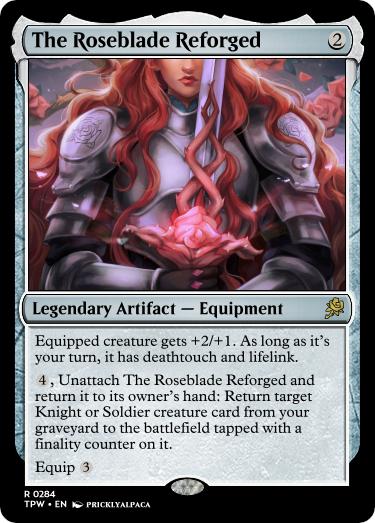 The Roseblade Reforged 2
Legendary Artifact — Equipment
Equipped creature gets +2/+1. As long as it's
your turn, it has deathtouch and lifelink.
4, Unattach The Roseblade Reforged and
return it to its owner's hand: Return target
Knight or Soldier creature card from your
graveyard to the battlefield tapped with a
finality counter on it.
Equip 3
R 0284
TPW • EN PRICKLYALPACA